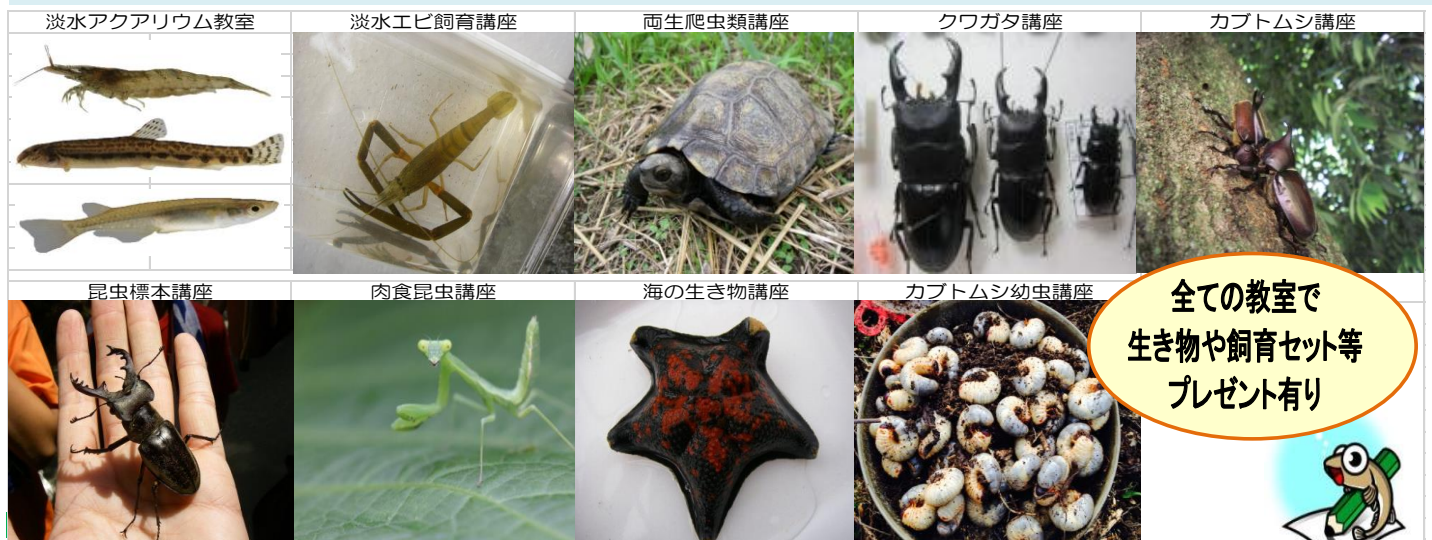 淡水アクアリウム教室
淡水エビ飼育講座
両生爬虫類講座
クワガタ講座
カブトムシ講座
昆虫標本講座
肉食昆虫講座
海の生き物講座
カブトムシ幼虫講座
全ての教室で
生き物や飼育セット等
プレゼント有り